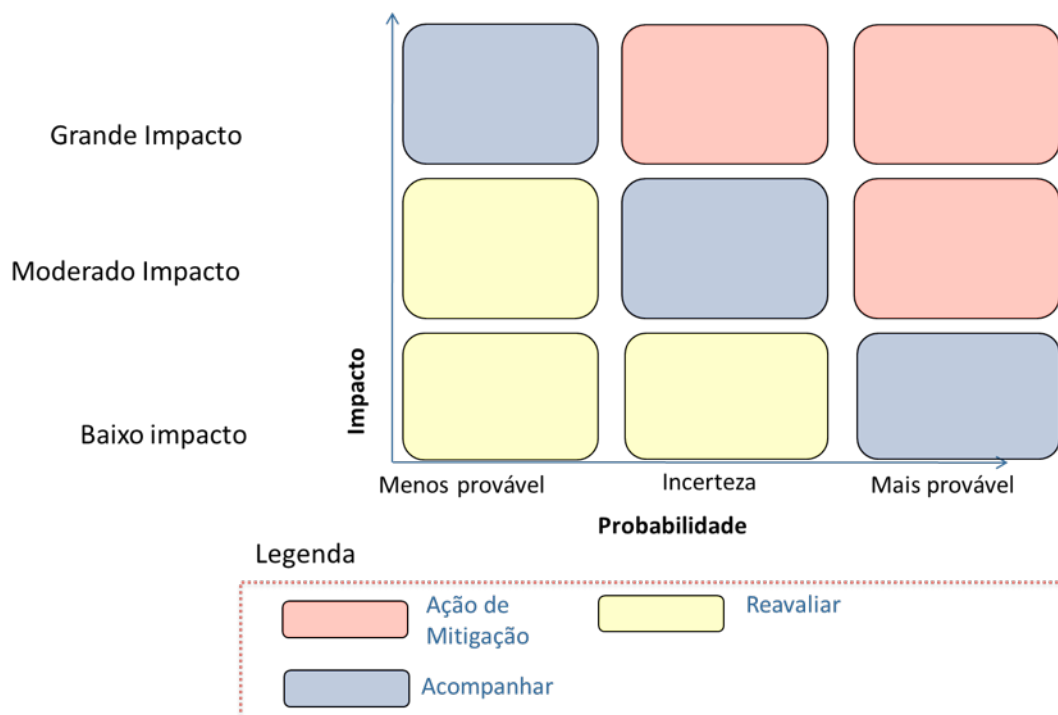 Grande Impacto
Moderado Impacto
Baixo impacto
Impacto
Menos provável
Incerteza
Mais provável
Probabilidade
Legenda
Ação de
Mitigação
Reavaliar
Acompanhar